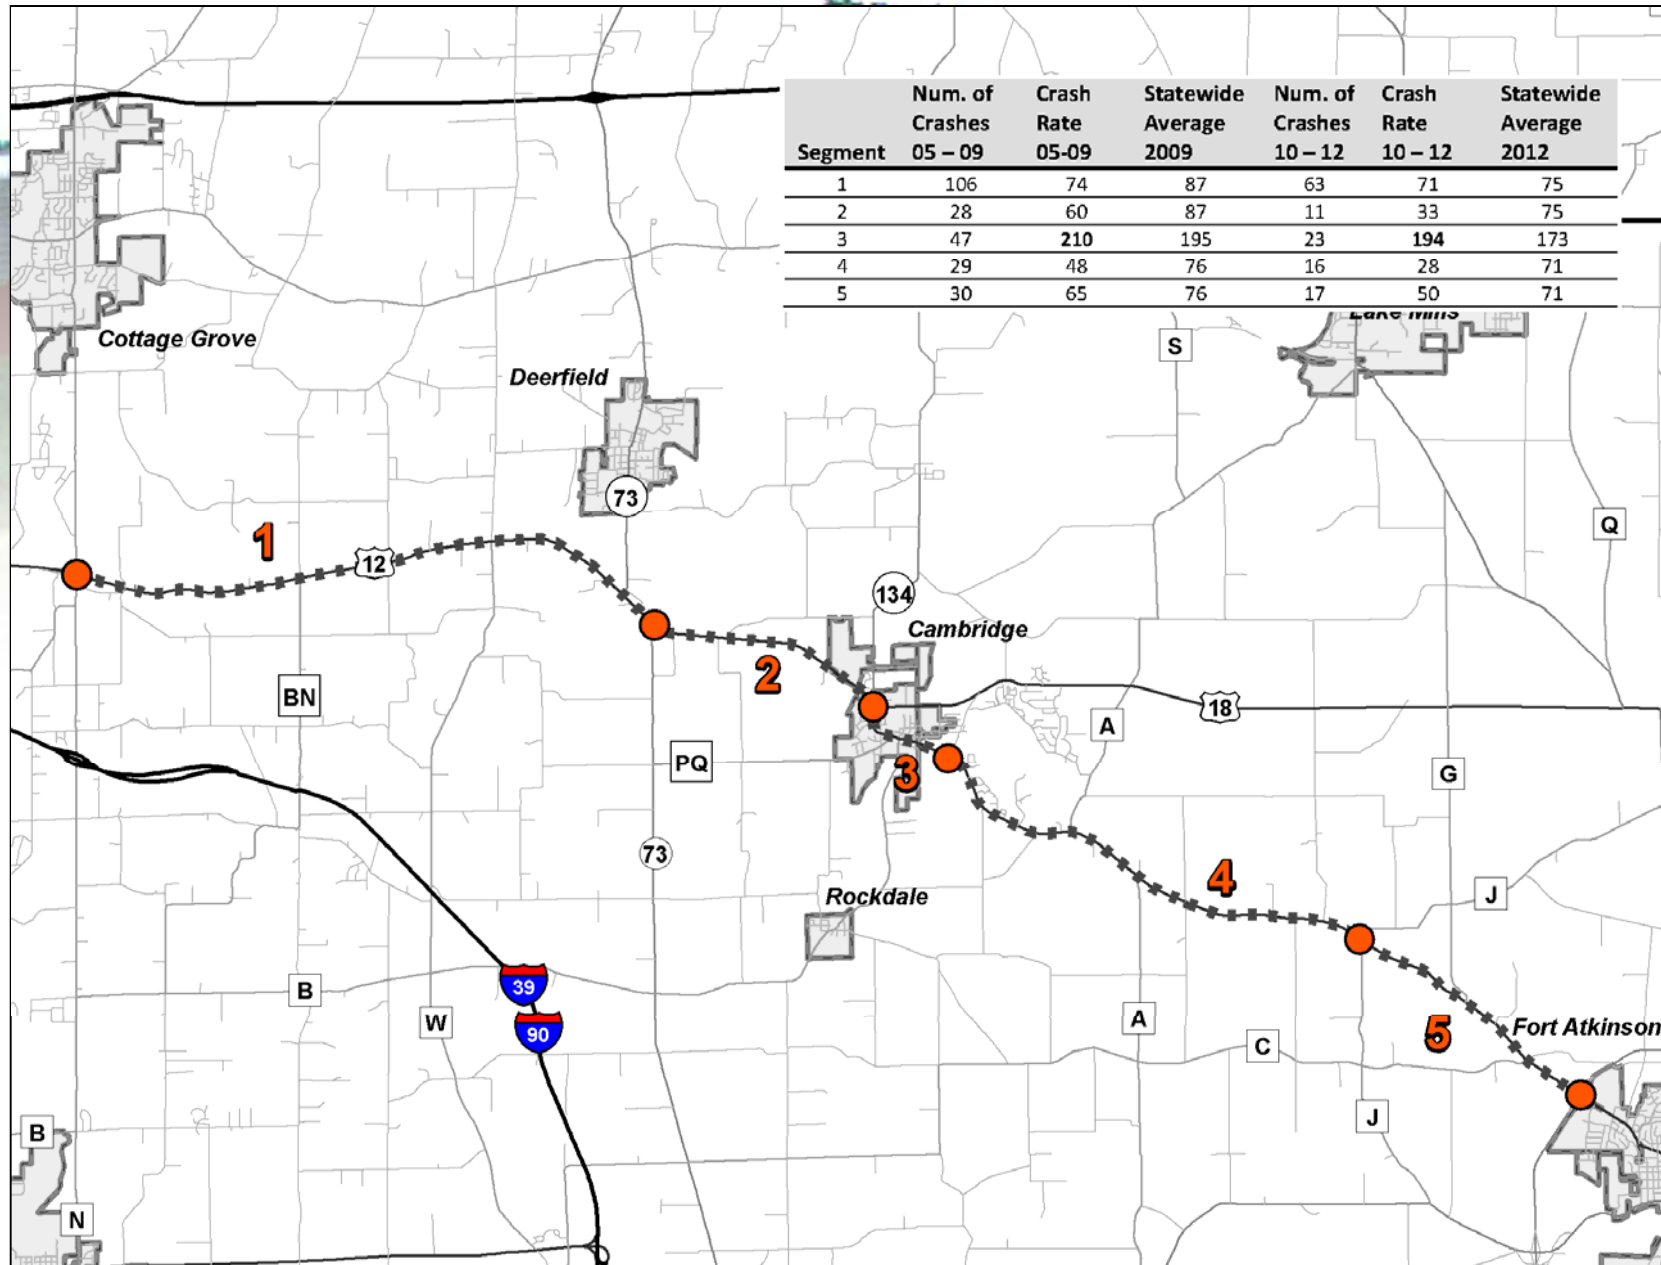 Num. of Crash Statewide Num. of Crash Statewide
Crashes Rate Average Crashes Rate Average
Segment 05 – 09 05-09 2009 10 – 12 10 – 12 2012
1 106 74 87 63 71 75
2 28 60 87 11 33 75
3 47 210 195 23 194 173
4 29 48 76 16 28 71
5 30 65 76 17 50 71
Lake Mills
Cottage Grove
S
Deerfield
73
Q
1
12
134
Cambridge
2
BN
18
A
PQ
3
G
73
4
Rockdale
J
39
B
W
90
A
5
Fort Atkinson
C
J
B
N